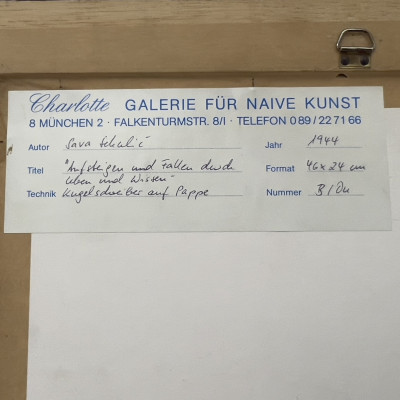 Charlotte GALERIE FÜR NAIVE KUNST
8 MÜNCHEN 2 · FALKENTURMSTR. 8/I · TELEFON 089/22 71 66
Autor Sava Sekulić Jahr 1944
Titel "Aufsteigen und Fallen durch Format 46 x 24 cm
Leben und Wissen"
Technik Kugelschreiber auf Pappe Nummer